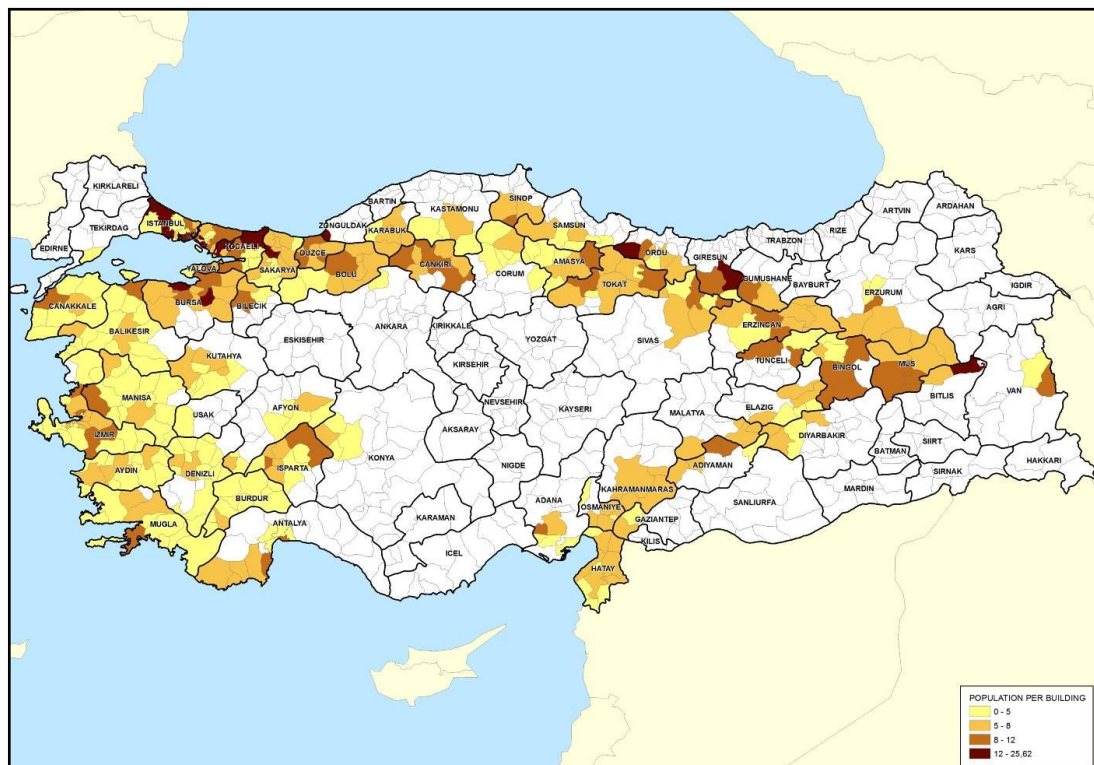 KIRKLARELI
TEKIRDAG
EDIRNE
ISTANBUL
KOCAELI
YALOVA
SAKARYA
DUZCE
ZONGULDAK
BARTIN
KARABUK
KASTAMONU
SINOP
SAMSUN
BOLU
CANKIRI
CORUM
AMASYA
TOKAT
ORDU
GIRESUN
TRABZON
RIZE
ARTVIN
ARDAHAN
KARS
GUMUSHANE
BAYBURT
ERZURUM
IGDIR
AGRI
CANAKKALE
BURSA
BILECIK
BALIKESIR
KUTAHYA
ESKISEHIR
ANKARA
KIRIKKALE
KIRSEHIR
YOZGAT
SIVAS
ERZINCAN
TUNCELI
BINGOL
MUS
VAN
BITLIS
MANISA
USAK
AFYON
NEVSEHIR
KAYSERI
MALATYA
ELAZIG
DIYARBAKIR
BATMAN
SIIRT
SIRNAK
HAKKARI
IZMIR
AYDIN
DENIZLI
ISPARTA
BURDUR
KONYA
AKSARAY
NIGDE
ADIYAMAN
KAHRAMANMARAS
SANLIURFA
MARDIN
MUGLA
ANTALYA
KARAMAN
ICEL
ADANA
OSMANIYE
GAZIANTEP
KILIS
HATAY
POPULATION PER BUILDING
0 - 5
5 - 8
8 - 12
12 - 25,62